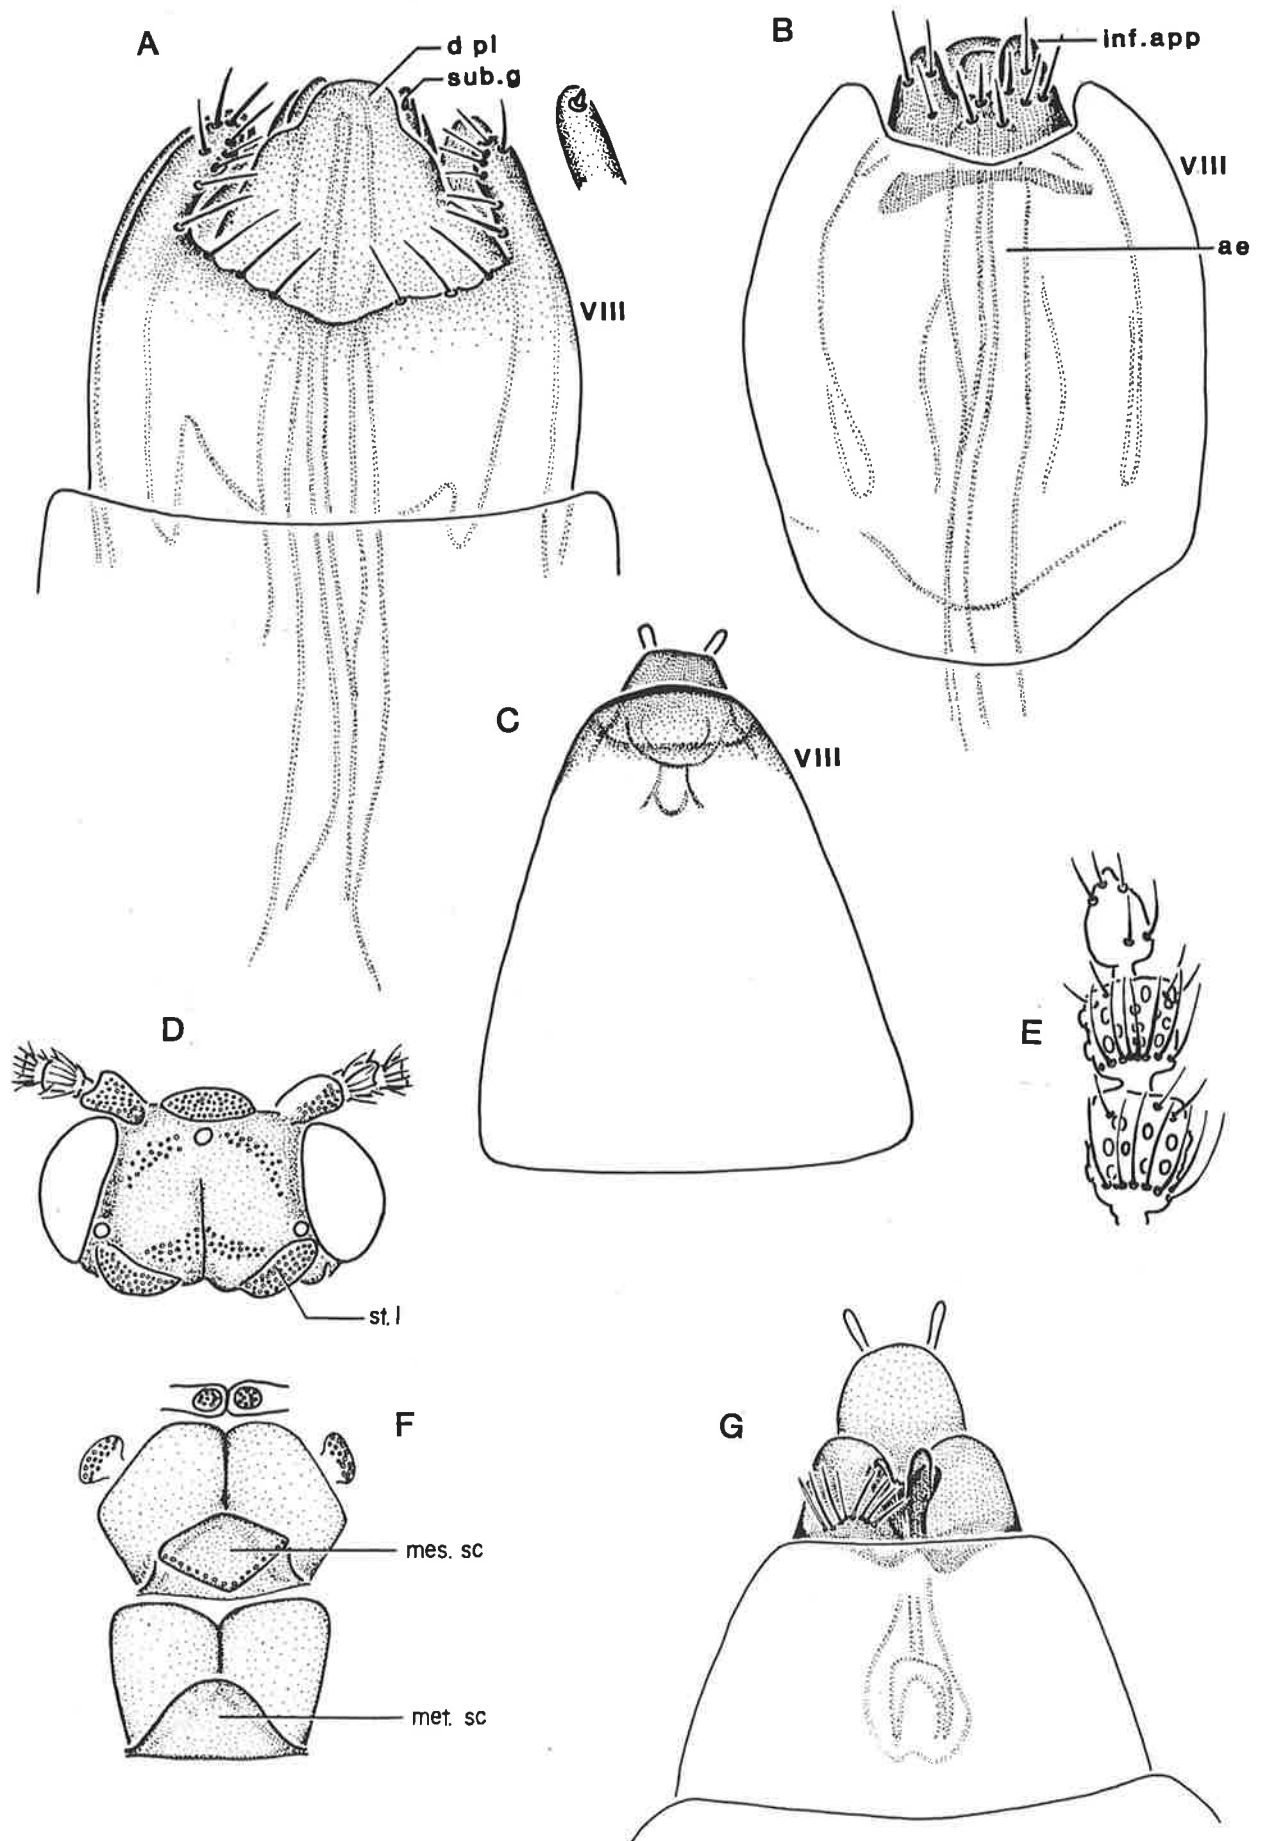 A
d pl
sub.g
VIII
B
inf.app
VIII
ae
C
VIII
D
st. l
E
F
mes. sc
met. sc
G